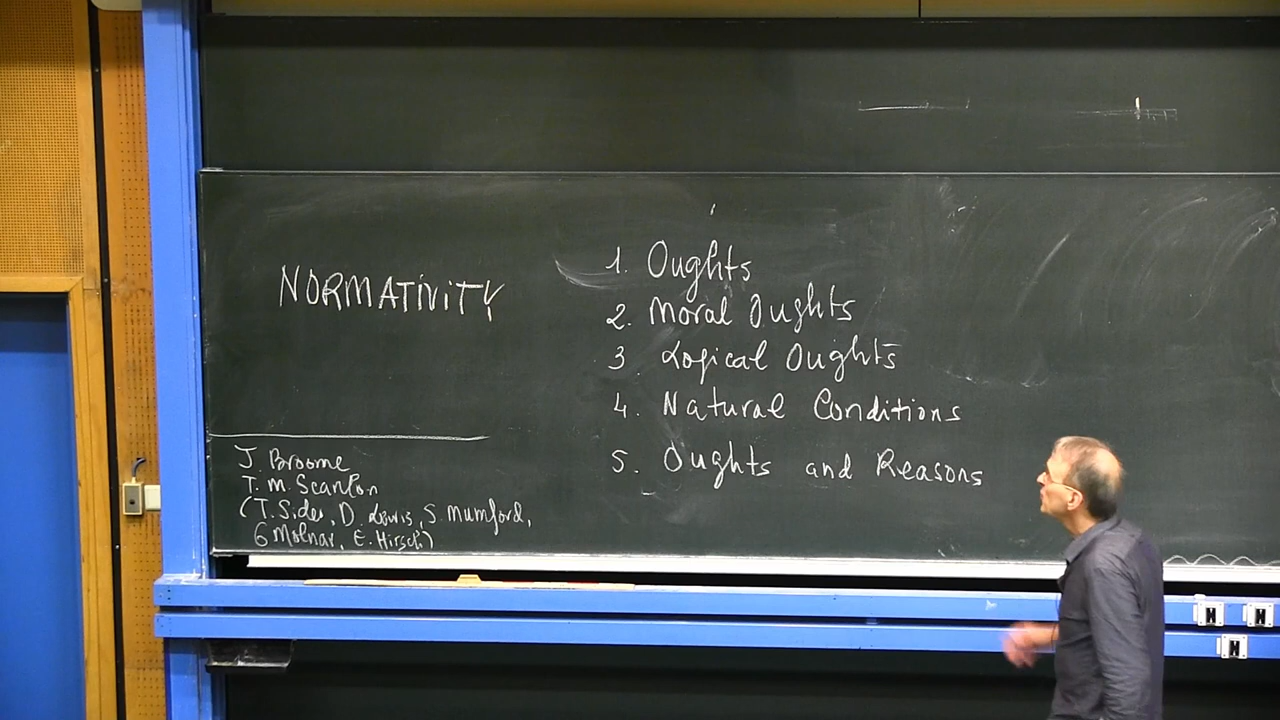 NORMATIVITY
1. Oughts
2. Moral Oughts
3 Logical Oughts
4. Natural Conditions
5. Oughts and Reasons
J. Broome
T. M. Scanlon
(T. Sider, D. Lewis, S. Mumford,
G Molnar, E. Hirsch)